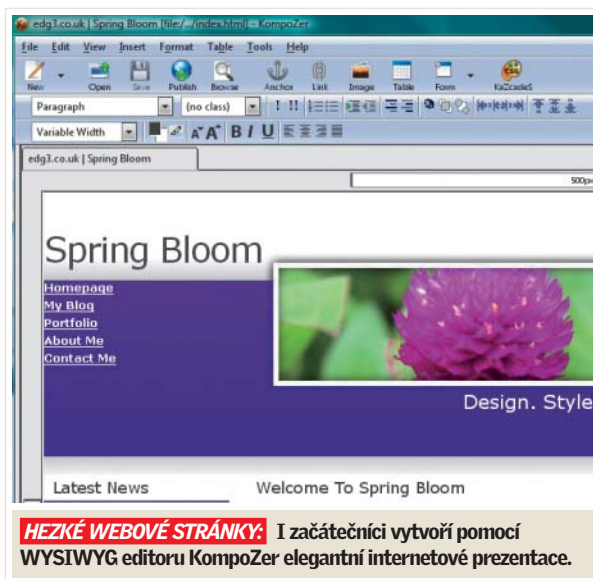 edg3.co.uk | Spring Bloom [file:/.../index.html] - KompoZer
File Edit View Insert Format Table Tools Help
New Open Save Publish Browse Anchor Link Image Table Form KaZcadeS
Paragraph (no class)
Variable Width A A B I U
edg3.co.uk | Spring Bloom
500px
Spring Bloom
Homepage
My Blog
Portfolio
About Me
Contact Me
Design. Style
Latest News Welcome To Spring Bloom
HEZKÉ WEBOVÉ STRÁNKY: I začátečníci vytvoří pomocí
WYSIWYG editoru KompoZer elegantní internetové prezentace.